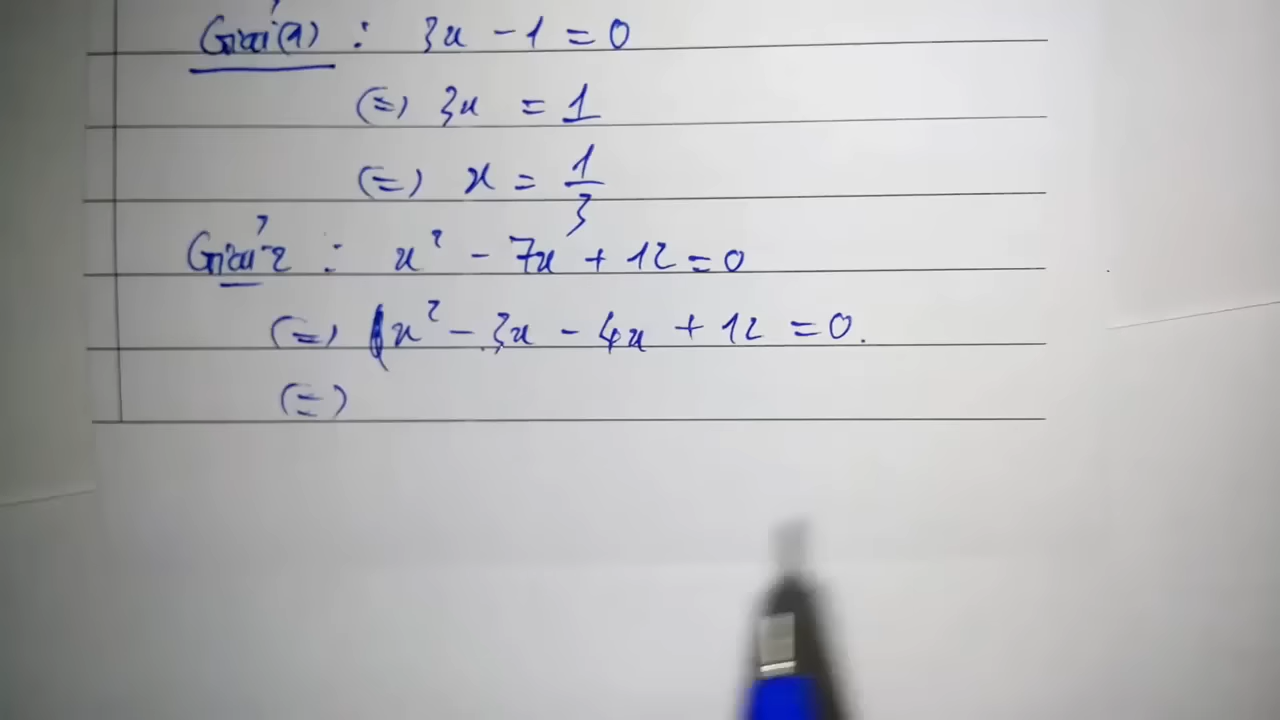 Giải(1) : 3x - 1 = 0
(=) 3x = 1
(=) x = 1/3
Giải 2 : x² - 7x + 12 = 0
(=) x² - 3x - 4x + 12 = 0.
(=)